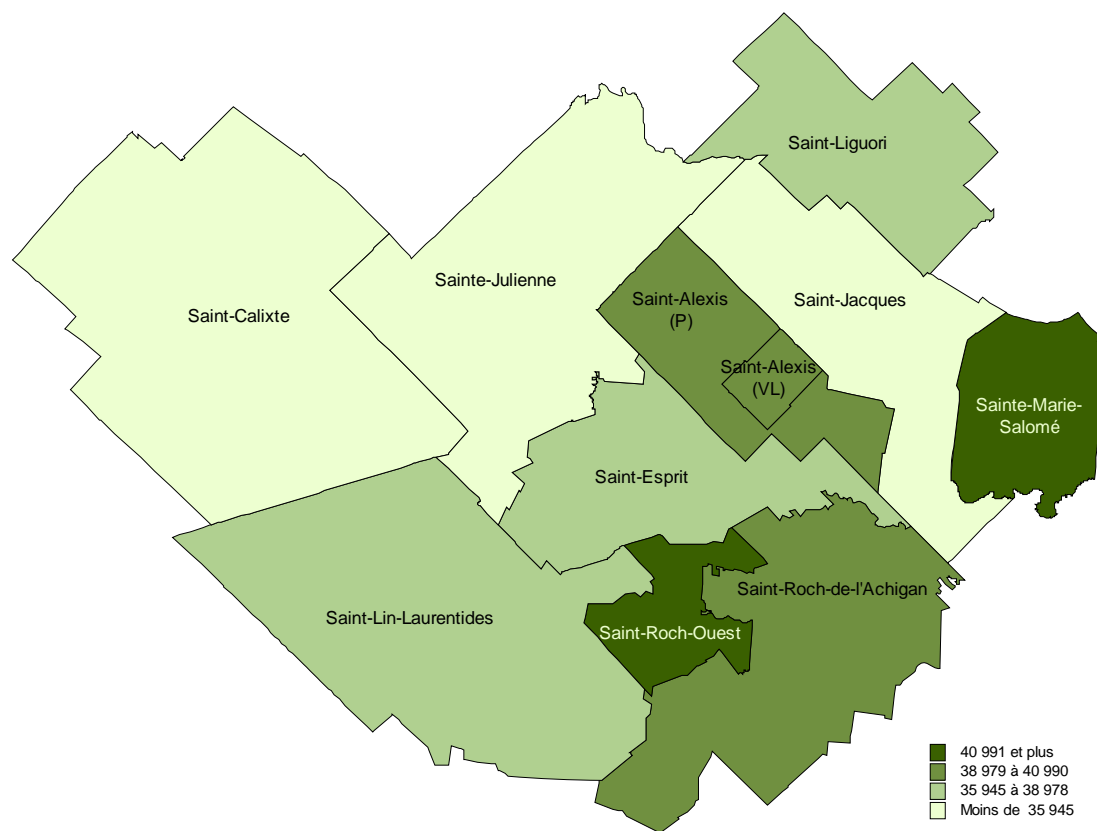 Saint-Liguori
Sainte-Julienne
Saint-Alexis
(P)
Saint-Jacques
Saint-Calixte
Saint-Alexis
(VL)
Sainte-Marie-
Salomé
Saint-Esprit
Saint-Roch-de-l'Achigan
Saint-Lin-Laurentides
Saint-Roch-Ouest
40 991 et plus
38 979 à 40 990
35 945 à 38 978
Moins de 35 945